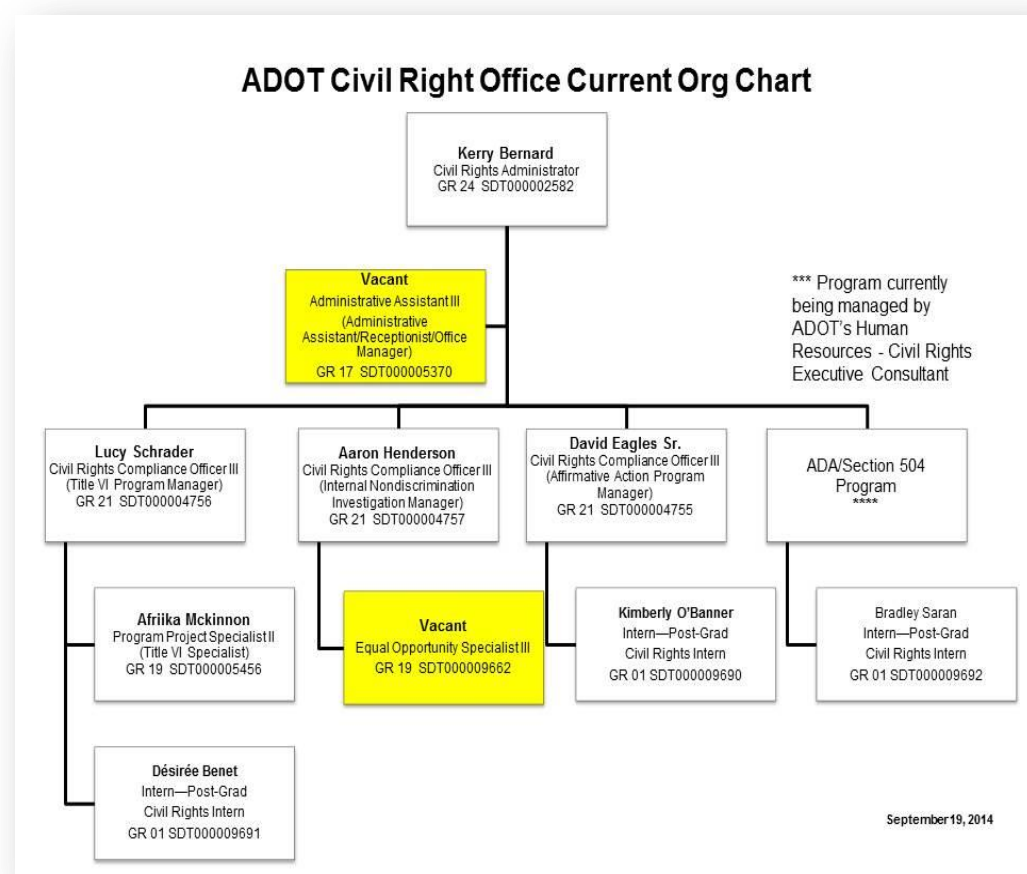 ADOT Civil Right Office Current Org Chart
Kerry Bernard
Civil Rights Administrator
GR 24 SDT000002582
Vacant
Administrative Assistant III
(Administrative
Assistant/Receptionist/Office
Manager)
GR 17 SDT000005370
*** Program currently
being managed by
ADOT's Human
Resources - Civil Rights
Executive Consultant
Lucy Schrader
Civil Rights Compliance Officer III
(Title VI Program Manager)
GR 21 SDT000004756
Aaron Henderson
Civil Rights Compliance Officer III
(Internal Nondiscrimination
Investigation Manager)
GR 21 SDT000004757
David Eagles Sr.
Civil Rights Compliance Officer III
(Affirmative Action Program
Manager)
GR 21 SDT000004755
ADA/Section 504
Program
****
Afriika Mckinnon
Program Project Specialist II
(Title VI Specialist)
GR 19 SDT000005456
Vacant
Equal Opportunity Specialist III
GR 19 SDT000009662
Kimberly O'Banner
Intern—Post-Grad
Civil Rights Intern
GR 01 SDT000009690
Bradley Saran
Intern—Post-Grad
Civil Rights Intern
GR 01 SDT000009692
Désirée Benet
Intern—Post-Grad
Civil Rights Intern
GR 01 SDT000009691
September 19, 2014